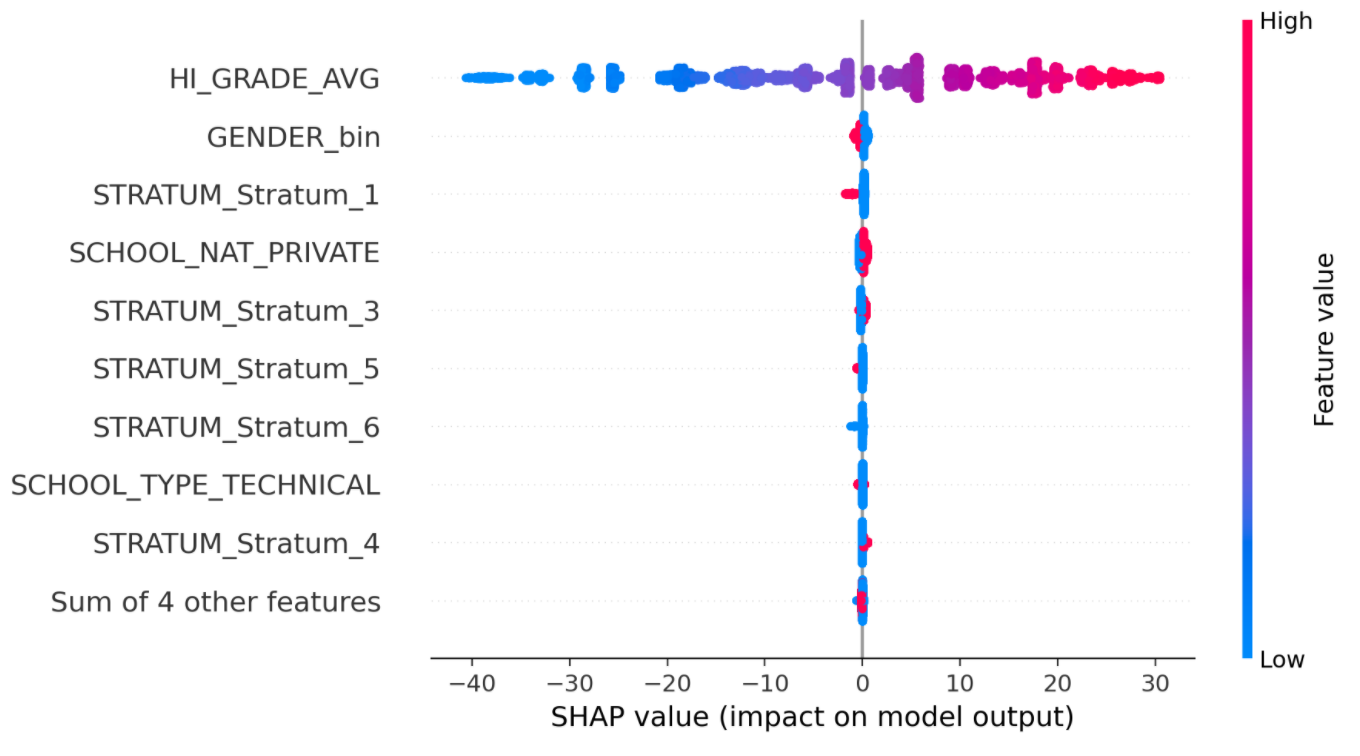 High
HI_GRADE_AVG
GENDER_bin
STRATUM_Stratum_1
SCHOOL_NAT_PRIVATE
STRATUM_Stratum_3
STRATUM_Stratum_5
STRATUM_Stratum_6
SCHOOL_TYPE_TECHNICAL
STRATUM_Stratum_4
Sum of 4 other features
Feature value
Low
−40 −30 −20 −10 0 10 20 30
SHAP value (impact on model output)